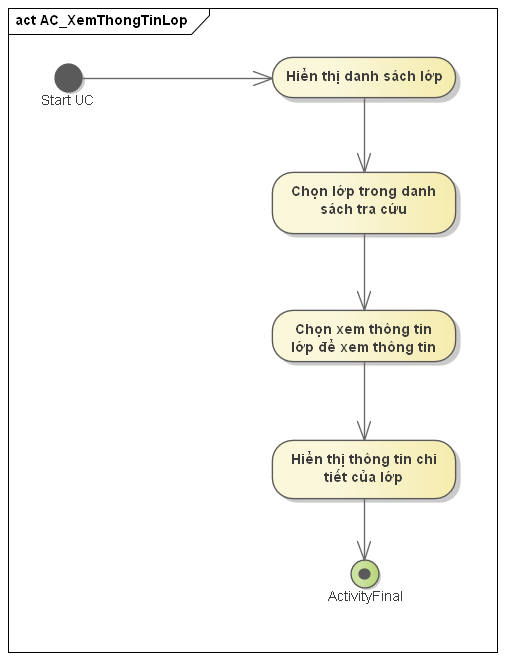 act AC_XemThongTinLop
Start UC
Hiển thị danh sách lớp
Chọn lớp trong danh
sách tra cứu
Chọn xem thông tin
lớp để xem thông tin
Hiển thị thông tin chi
tiết của lớp
ActivityFinal